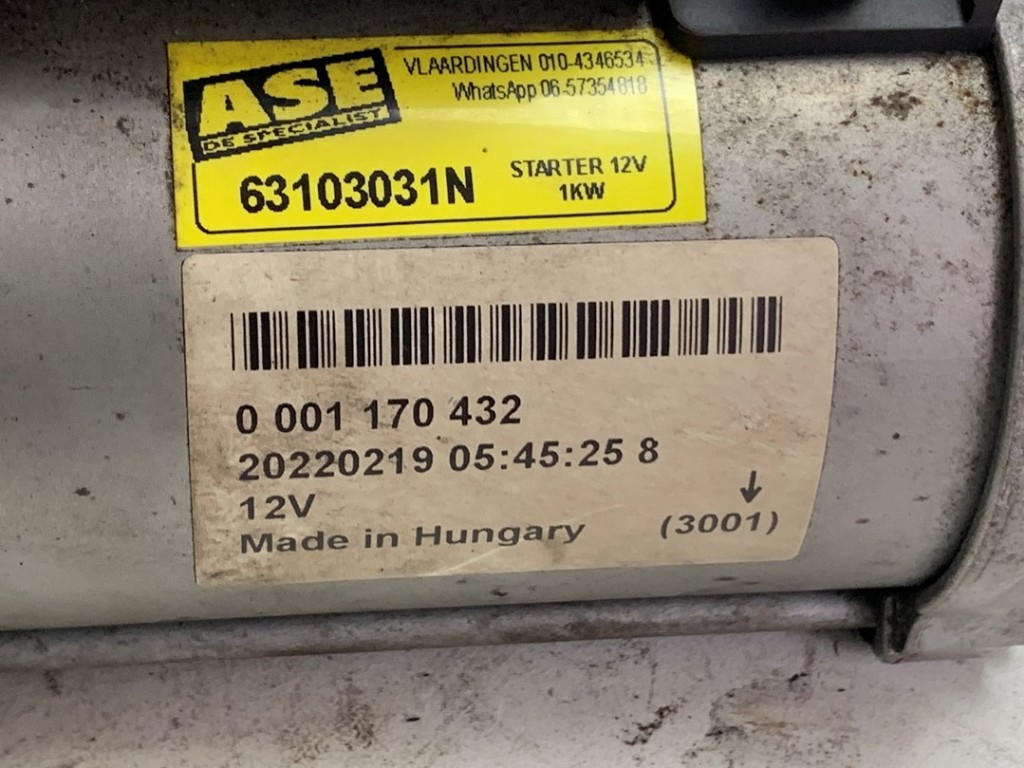 ASE
DE SPECIALIST
VLAARDINGEN 010-4346534
WhatsApp 06-57354818
63103031N
STARTER 12V
1KW
0 001 170 432
20220219 05:45:25 8
12V
Made in Hungary
(3001)